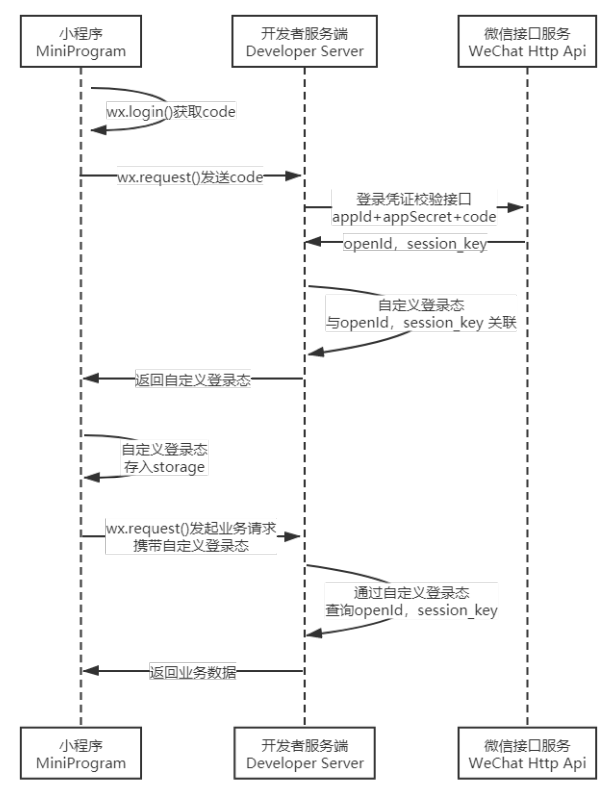 小程序
MiniProgram
开发者服务端
Developer Server
微信接口服务
WeChat Http Api
wx.login()获取code
wx.request()发送code
登录凭证校验接口
appId+appSecret+code
openId，session_key
自定义登录态
与openId，session_key 关联
返回自定义登录态
自定义登录态
存入storage
wx.request()发起业务请求
携带自定义登录态
通过自定义登录态
查询openId，session_key
返回业务数据
小程序
MiniProgram
开发者服务端
Developer Server
微信接口服务
WeChat Http Api